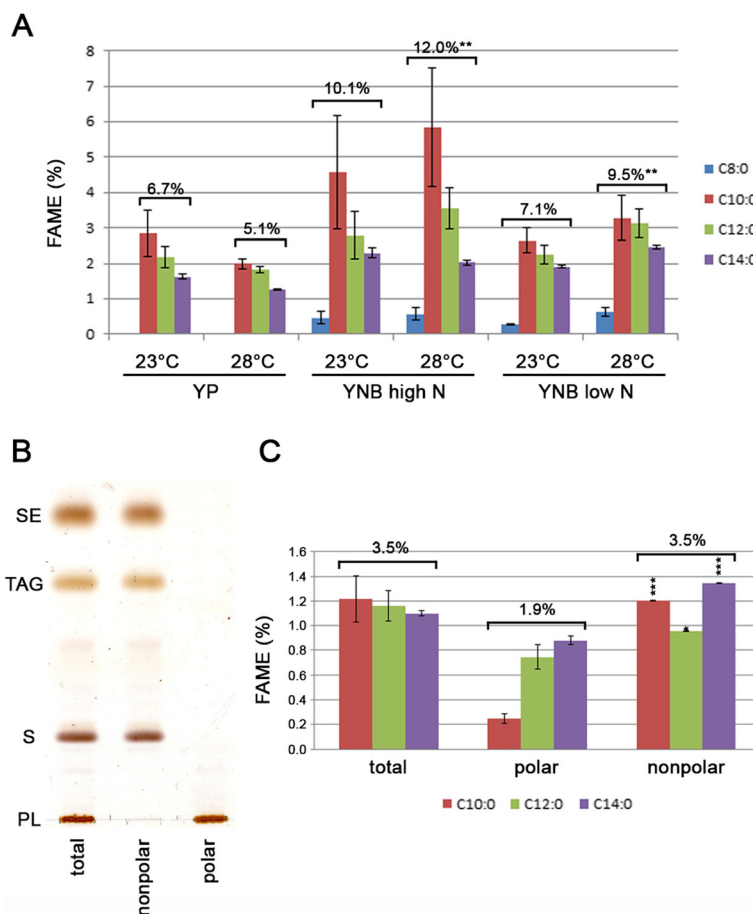 A
12.0%**
10.1%
9.5%**
6.7%
7.1%
5.1%
FAME (%)
8
7
6
5
4
3
2
1
0
C8:0
C10:0
C12:0
C14:0
23°C 28°C 23°C 28°C 23°C 28°C
YP YNB high N YNB low N
B
SE
TAG
S
PL
total
nonpolar
polar
C
3.5% 3.5%
1.9%
***
*
***
FAME (%)
1.6
1.4
1.2
1.0
0.8
0.6
0.4
0.2
0.0
total polar nonpolar
C10:0 C12:0 C14:0